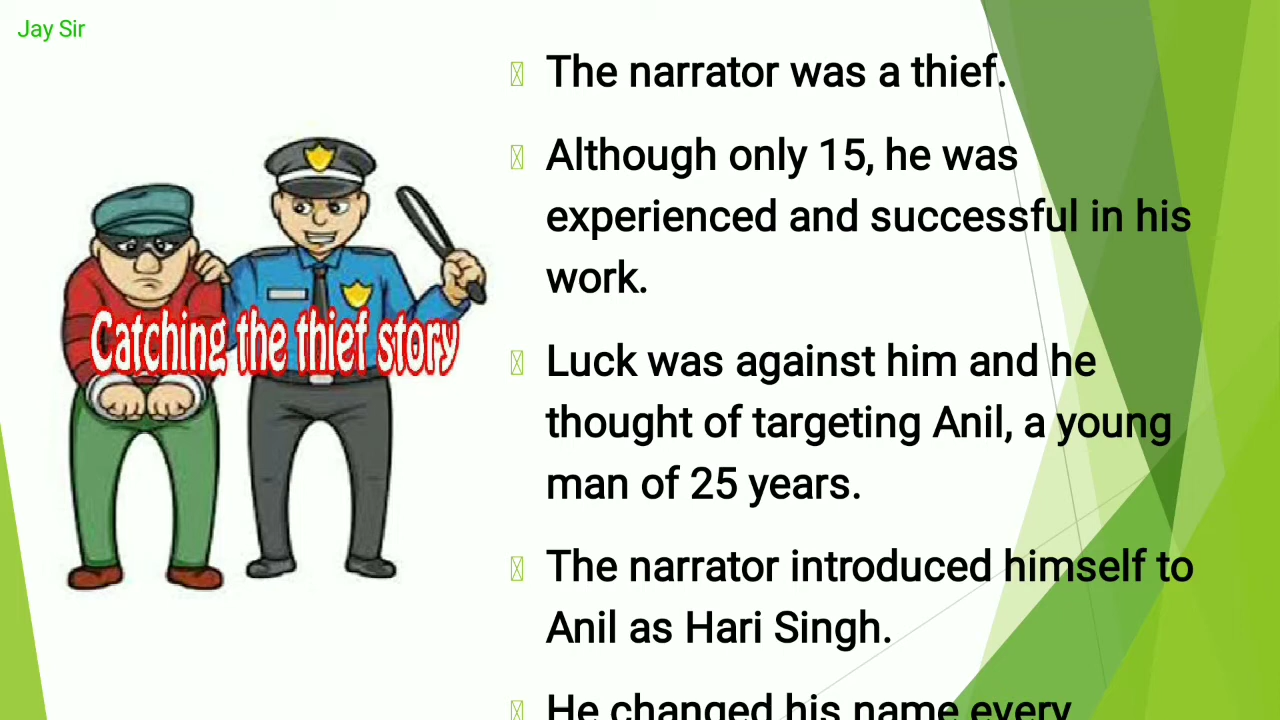 Jay Sir
The narrator was a thief.
Although only 15, he was
experienced and successful in his
work.
Luck was against him and he
thought of targeting Anil, a young
man of 25 years.
The narrator introduced himself to
Anil as Hari Singh.
He changed his name every
Catching the thief story